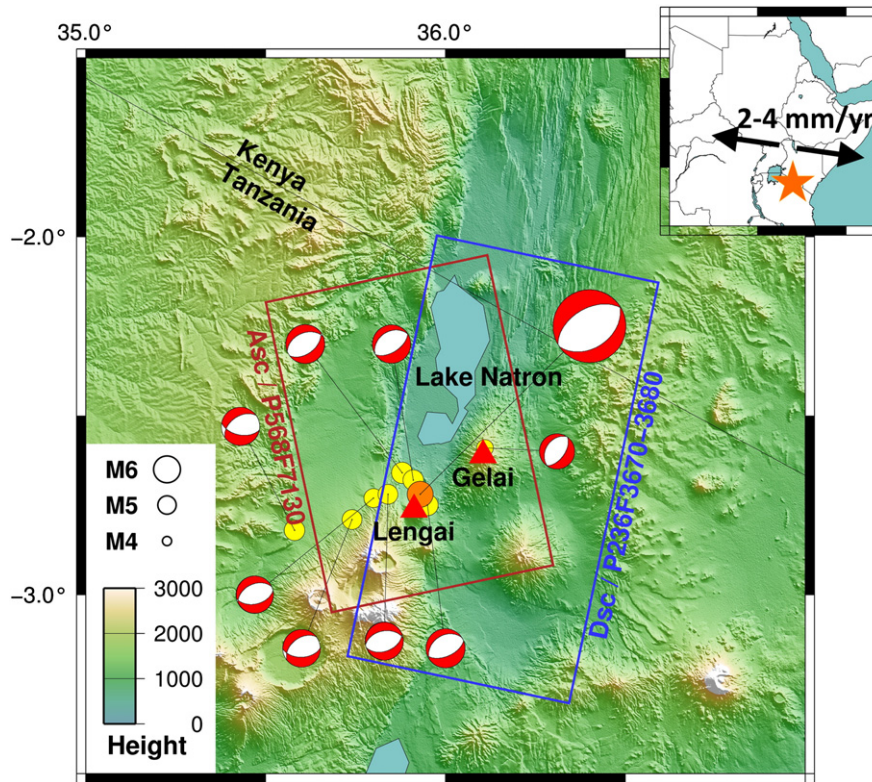 35.0°
36.0°
2-4 mm/yr
Kenya
Tanzania
−2.0°
Asc / P568F7130
Lake Natron
Dsc / P236F3670-3680
M6
M5
M4
Gelai
Lengai
−3.0°
3000
2000
1000
0
Height